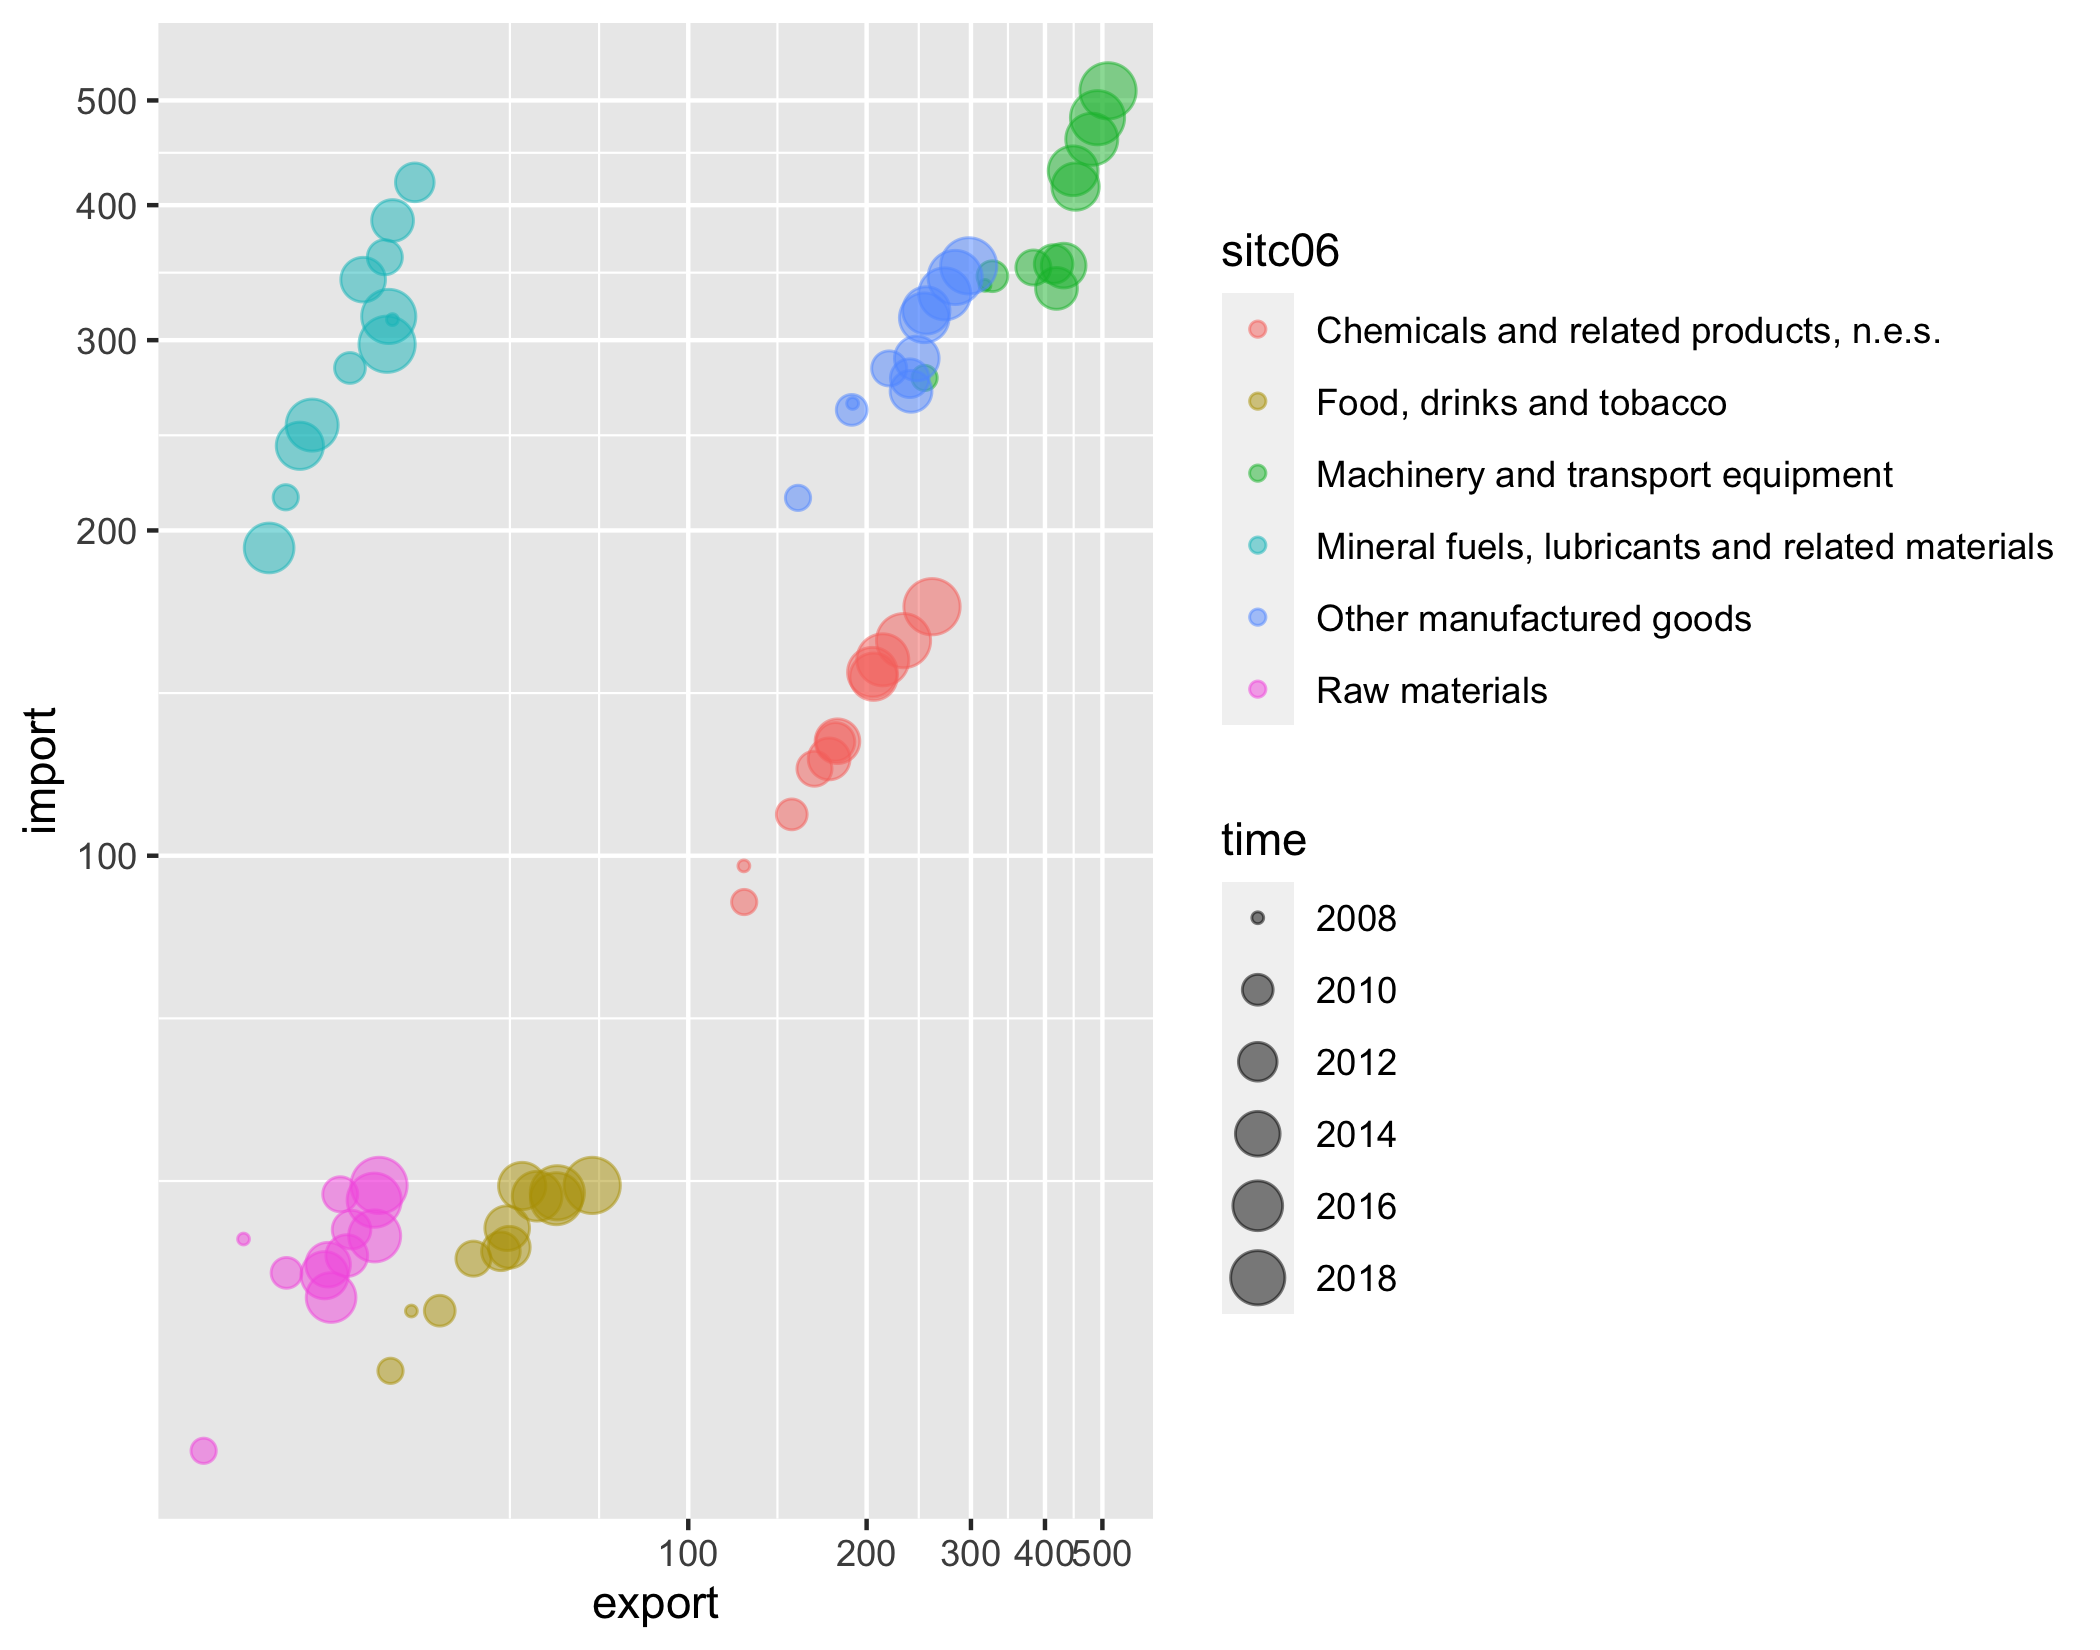 500
400
300
200
100
import
100
200
300
400
500
export
sitc06
Chemicals and related products, n.e.s.
Food, drinks and tobacco
Machinery and transport equipment
Mineral fuels, lubricants and related materials
Other manufactured goods
Raw materials
time
2008
2010
2012
2014
2016
2018